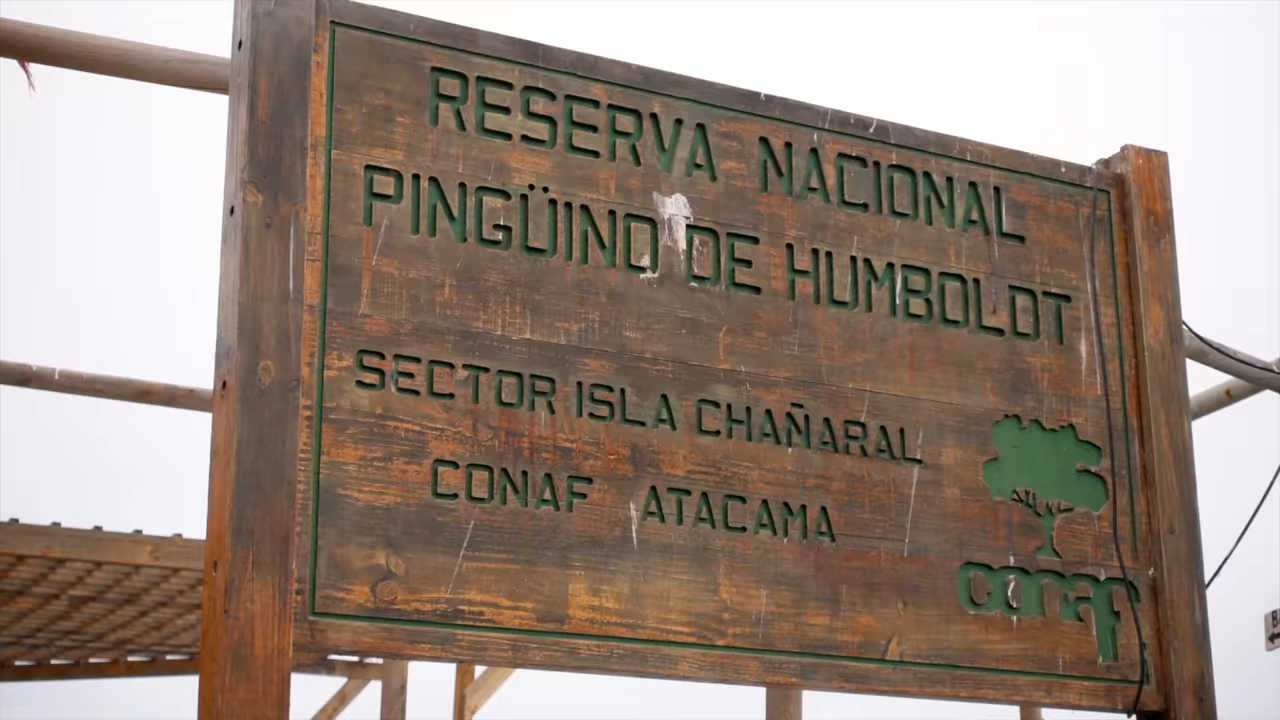 RESERVA NACIONAL
PINGÜINO DE HUMBOLDT
SECTOR ISLA CHAÑARAL
CONAF ATACAMA
conaf